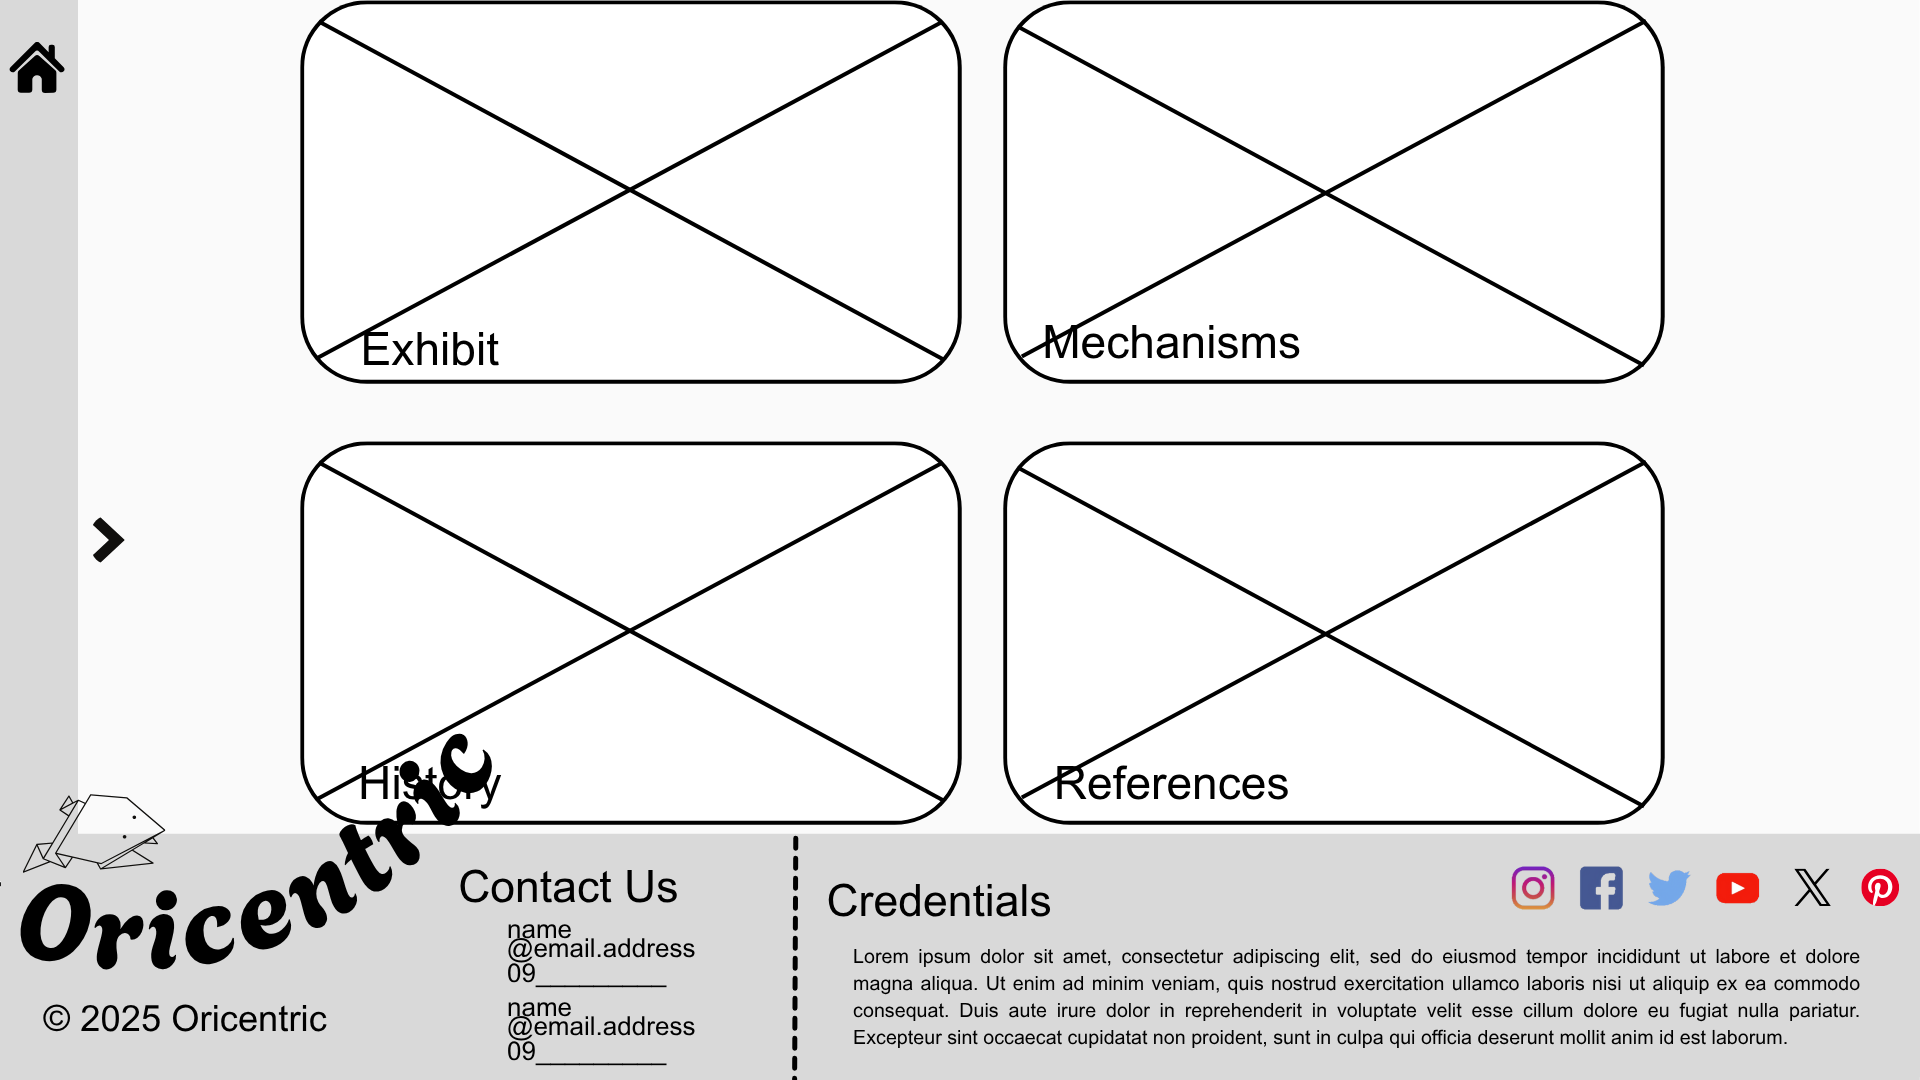 Exhibit
Mechanisms
History
References
Oricentric
© 2025 Oricentric
Contact Us
name
@email.address
09_________
name
@email.address
09_________
Credentials
Lorem ipsum dolor sit amet, consectetur adipiscing elit, sed do eiusmod tempor incididunt ut labore et dolore
magna aliqua. Ut enim ad minim veniam, quis nostrud exercitation ullamco laboris nisi ut aliquip ex ea commodo
consequat. Duis aute irure dolor in reprehenderit in voluptate velit esse cillum dolore eu fugiat nulla pariatur.
Excepteur sint occaecat cupidatat non proident, sunt in culpa qui officia deserunt mollit anim id est laborum.